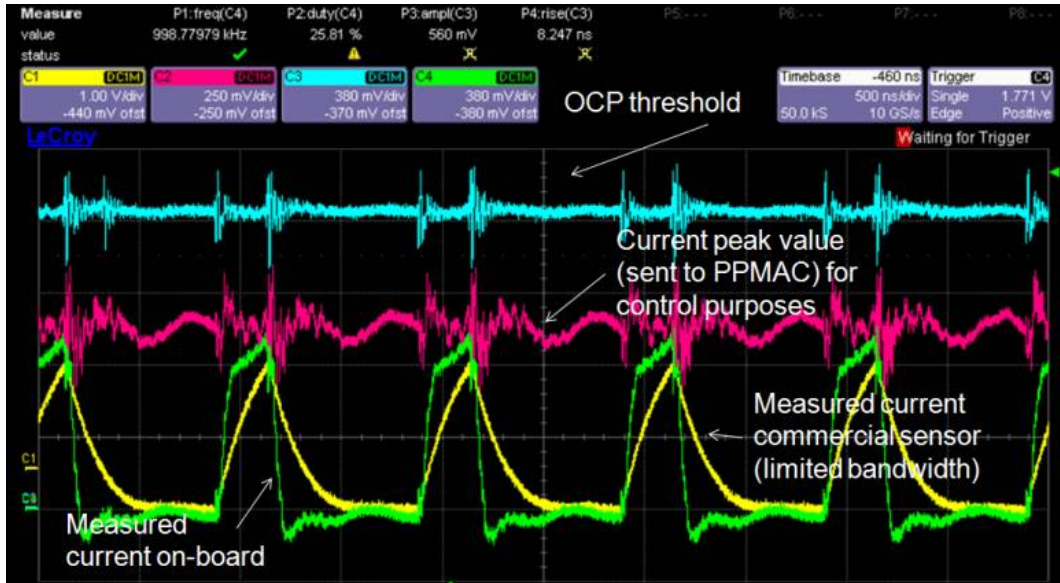 Measure P1:freq(C4) P2:duty(C4) P3:ampl(C3) P4:rise(C3) P5:--- P6:--- P7:--- P8:---
value 998.77979 kHz 25.81 % 560 mV 8.247 ns
status
C1 DC1M C2 DC1M C3 DC1M C4 DC1M Timebase -460 ns Trigger C4
1.00 V/div 250 mV/div 380 mV/div 380 mV/div 500 ns/div Single 1.771 V
-440 mV ofst -250 mV ofst -370 mV ofst -380 mV ofst 50.0 kS 10 GS/s Edge Positive
OCP threshold
LeCroy
Waiting for Trigger
Current peak value
(sent to PPMAC) for
control purposes
Measured current
commercial sensor
(limited bandwidth)
C1
Measured
current on-board